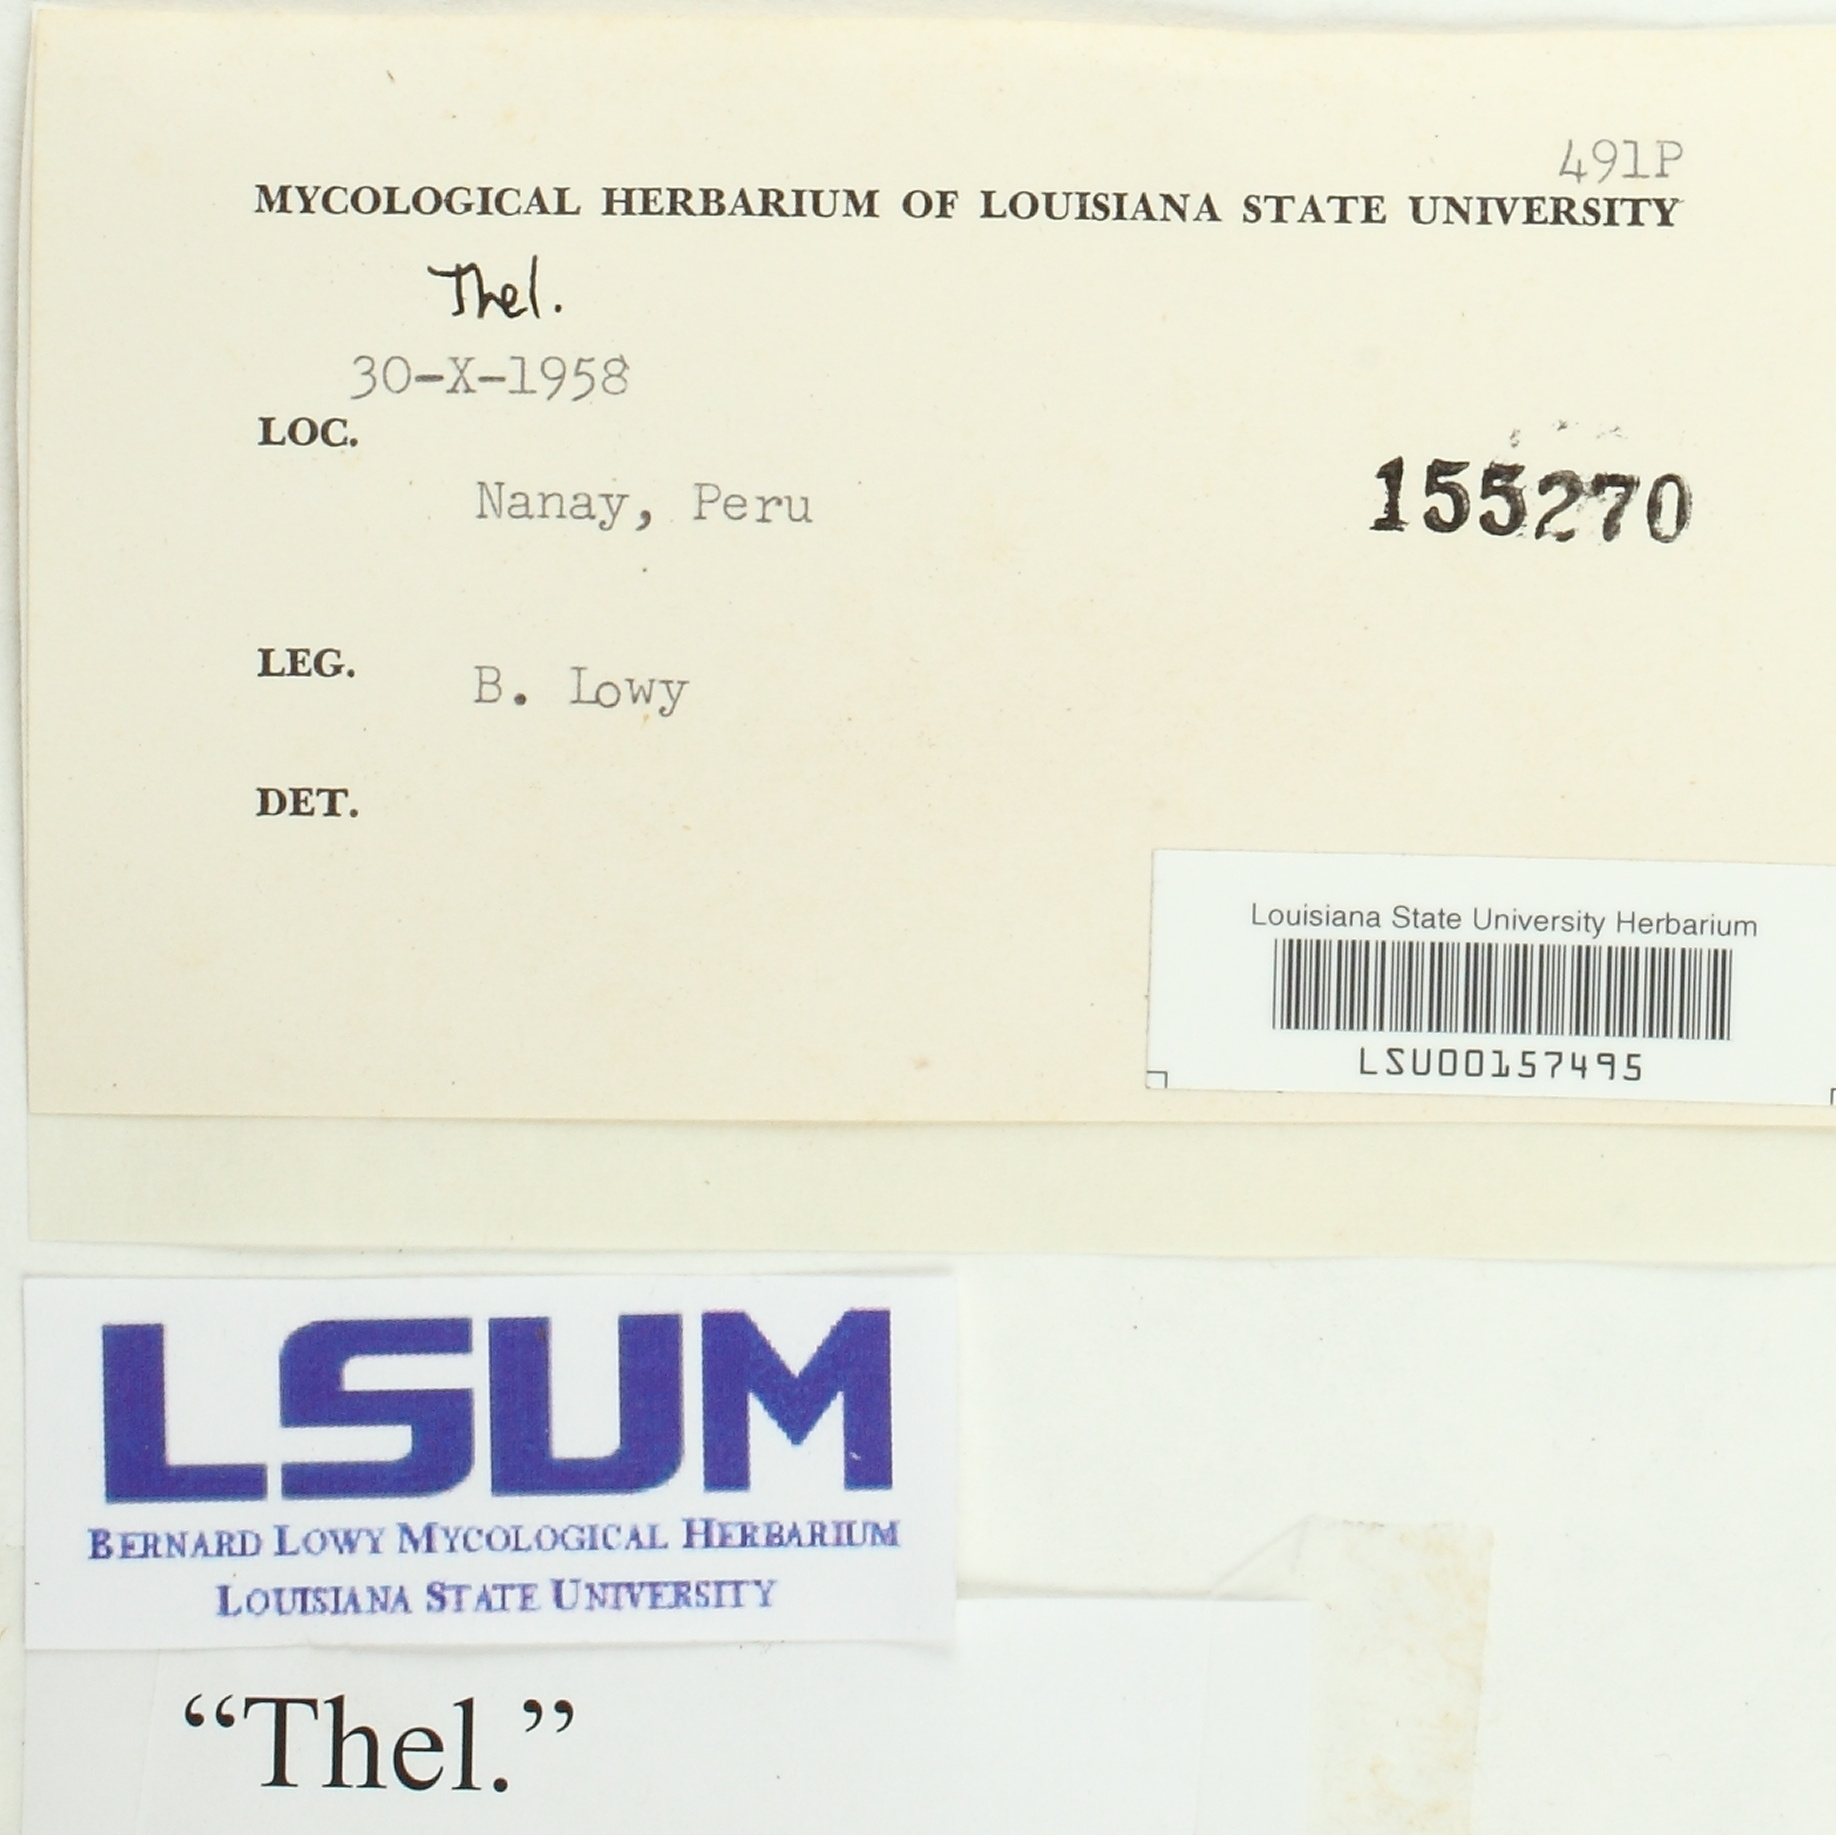 491P
MYCOLOGICAL HERBARIUM OF LOUISIANA STATE UNIVERSITY
Thel.
30-X-1958
LOC.
Nanay, Peru
155270
LEG. B. Lowy
DET.
Louisiana State University Herbarium
LSU00157495
LSUM
BERNARD LOWY MYCOLOGICAL HERBARIUM
LOUISIANA STATE UNIVERSITY
“Thel.”